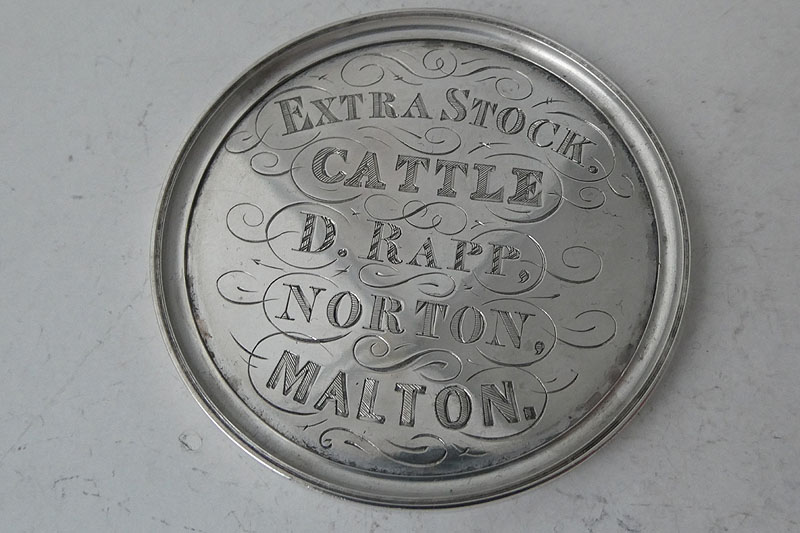 EXTRA STOCK.
CATTLE
D. RAPP,
NORTON,
MALTON.